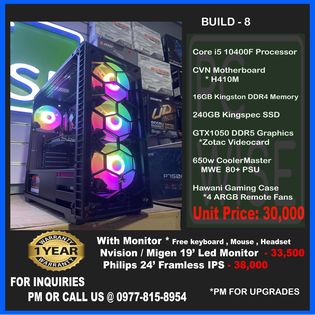 BUILD - 8
Core i5 10400F Processor
CVN Motherboard
* H410M
16GB Kingston DDR4 Memory
240GB Kingspec SSD
GTX1050 DDR5 Graphics
*Zotac Videocard
650w CoolerMaster
MWE 80+ PSU
Hawani Gaming Case
*4 ARGB Remote Fans
Unit Price: 30,000
WARRANTY
1 YEAR
WARRANTY
With Monitor * Free keyboard , Mouse , Headset
Nvision / Migen 19' Led Monitor - 33,500
Philips 24' Framless IPS - 38,000
FOR INQUIRIES
PM OR CALL US @ 0977-815-8954
*PM FOR UPGRADES